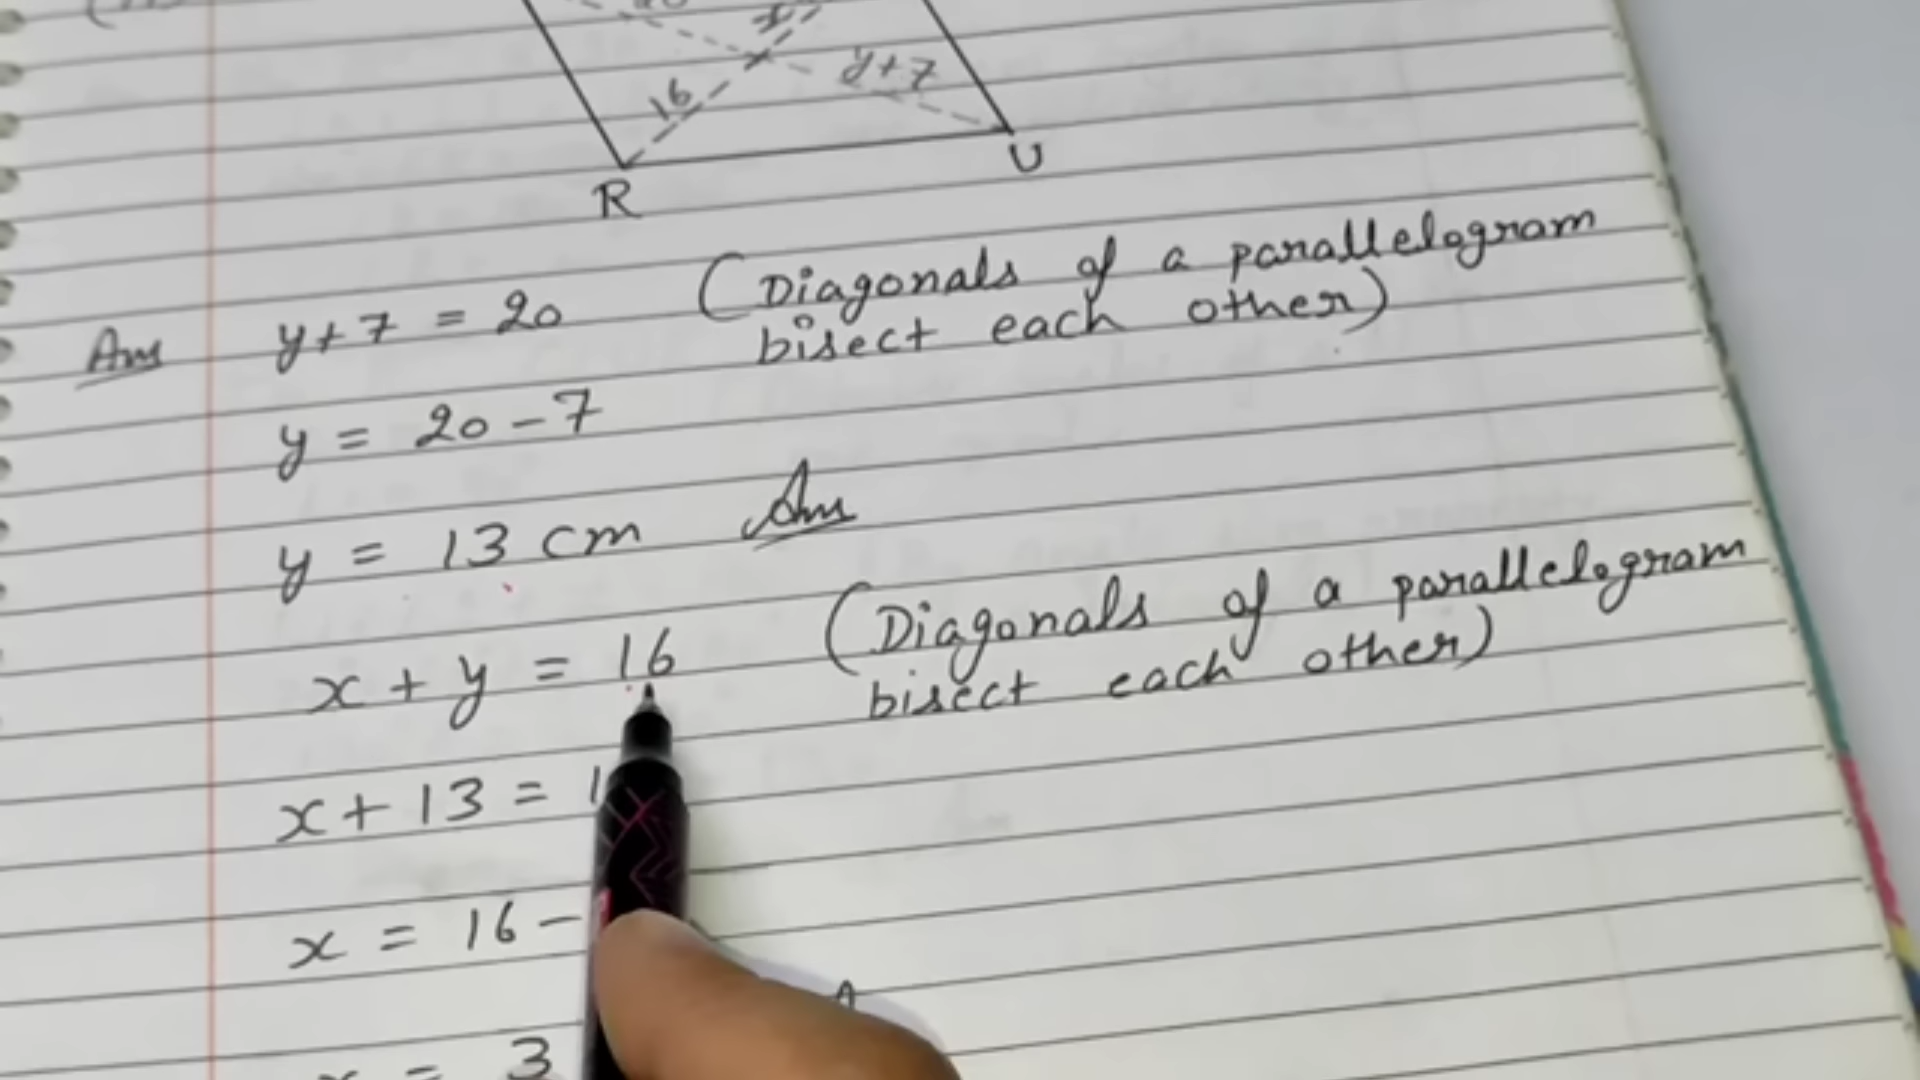 16
y+7
R
U
Ans y+7 = 20 (Diagonals of a parallelogram
bisect each other)
y = 20-7
y = 13 cm Ans
x + y = 16 (Diagonals of a parallelogram
bisect each other)
x + 13 = 1
x = 16 -
x = 3